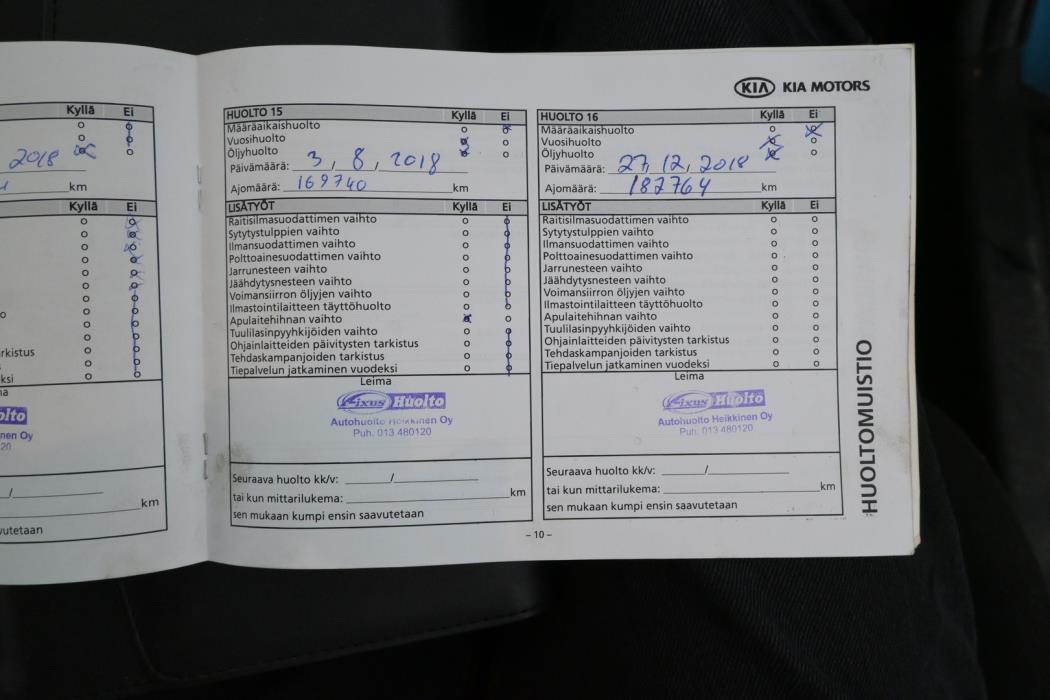 Kyllä Ei
2018
km
Kyllä Ei
arkistus
ksi
Huolto
nen Oy
20
/
km
vutetaan
KIA KIA MOTORS
HUOLTO 15 Kyllä Ei
Määräaikaishuolto
Vuosihuolto
Öljyhuolto
Päivämäärä: 3, 8, 2018
Ajomäärä: 169740 km
LISÄTYÖT Kyllä Ei
Raitisilmasuodattimen vaihto
Sytytystulppien vaihto
Ilmansuodattimen vaihto
Polttoainesuodattimen vaihto
Jarrunesteen vaihto
Jäähdytysnesteen vaihto
Voimansiirron öljyjen vaihto
Ilmastointilaitteen täyttöhuolto
Apulaitehihnan vaihto
Tuulilasinpyyhkijöiden vaihto
Ohjainlaitteiden päivitysten tarkistus
Tehdaskampanjoiden tarkistus
Tiepalvelun jatkaminen vuodeksi
Leima
Fixus Huolto
Autohuolto Heikkinen Oy
Puh. 013 480120
Seuraava huolto kk/v: /
tai kun mittarilukema: km
sen mukaan kumpi ensin saavutetaan
HUOLTO 16 Kyllä Ei
Määräaikaishuolto
Vuosihuolto
Öljyhuolto
Päivämäärä: 27, 12, 2018
Ajomäärä: 182764 km
LISÄTYÖT Kyllä Ei
Raitisilmasuodattimen vaihto
Sytytystulppien vaihto
Ilmansuodattimen vaihto
Polttoainesuodattimen vaihto
Jarrunesteen vaihto
Jäähdytysnesteen vaihto
Voimansiirron öljyjen vaihto
Ilmastointilaitteen täyttöhuolto
Apulaitehihnan vaihto
Tuulilasinpyyhkijöiden vaihto
Ohjainlaitteiden päivitysten tarkistus
Tehdaskampanjoiden tarkistus
Tiepalvelun jatkaminen vuodeksi
Leima
Fixus Huolto
Autohuolto Heikkinen Oy
Puh. 013 480120
Seuraava huolto kk/v: /
tai kun mittarilukema: km
sen mukaan kumpi ensin saavutetaan
HUOLTOMUISTIO
– 10 –